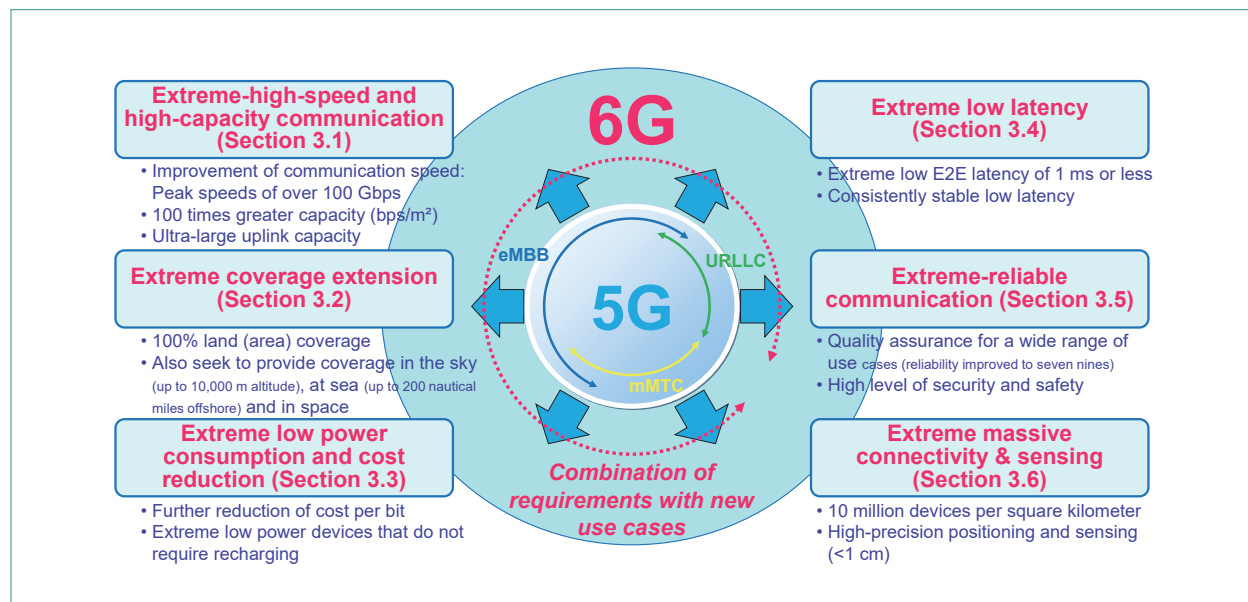 Extreme-high-speed and
high-capacity communication
(Section 3.1)
• Improvement of communication speed:
Peak speeds of over 100 Gbps
• 100 times greater capacity (bps/m²)
• Ultra-large uplink capacity
Extreme coverage extension
(Section 3.2)
• 100% land (area) coverage
• Also seek to provide coverage in the sky
(up to 10,000 m altitude), at sea (up to 200 nautical
miles offshore) and in space
Extreme low power
consumption and cost
reduction (Section 3.3)
• Further reduction of cost per bit
• Extreme low power devices that do not
require recharging
6G
eMBB
URLLC
5G
mMTC
Combination of
requirements with new
use cases
Extreme low latency
(Section 3.4)
• Extreme low E2E latency of 1 ms or less
• Consistently stable low latency
Extreme-reliable
communication (Section 3.5)
• Quality assurance for a wide range of
use cases (reliability improved to seven nines)
• High level of security and safety
Extreme massive
connectivity & sensing
(Section 3.6)
• 10 million devices per square kilometer
• High-precision positioning and sensing
(<1 cm)